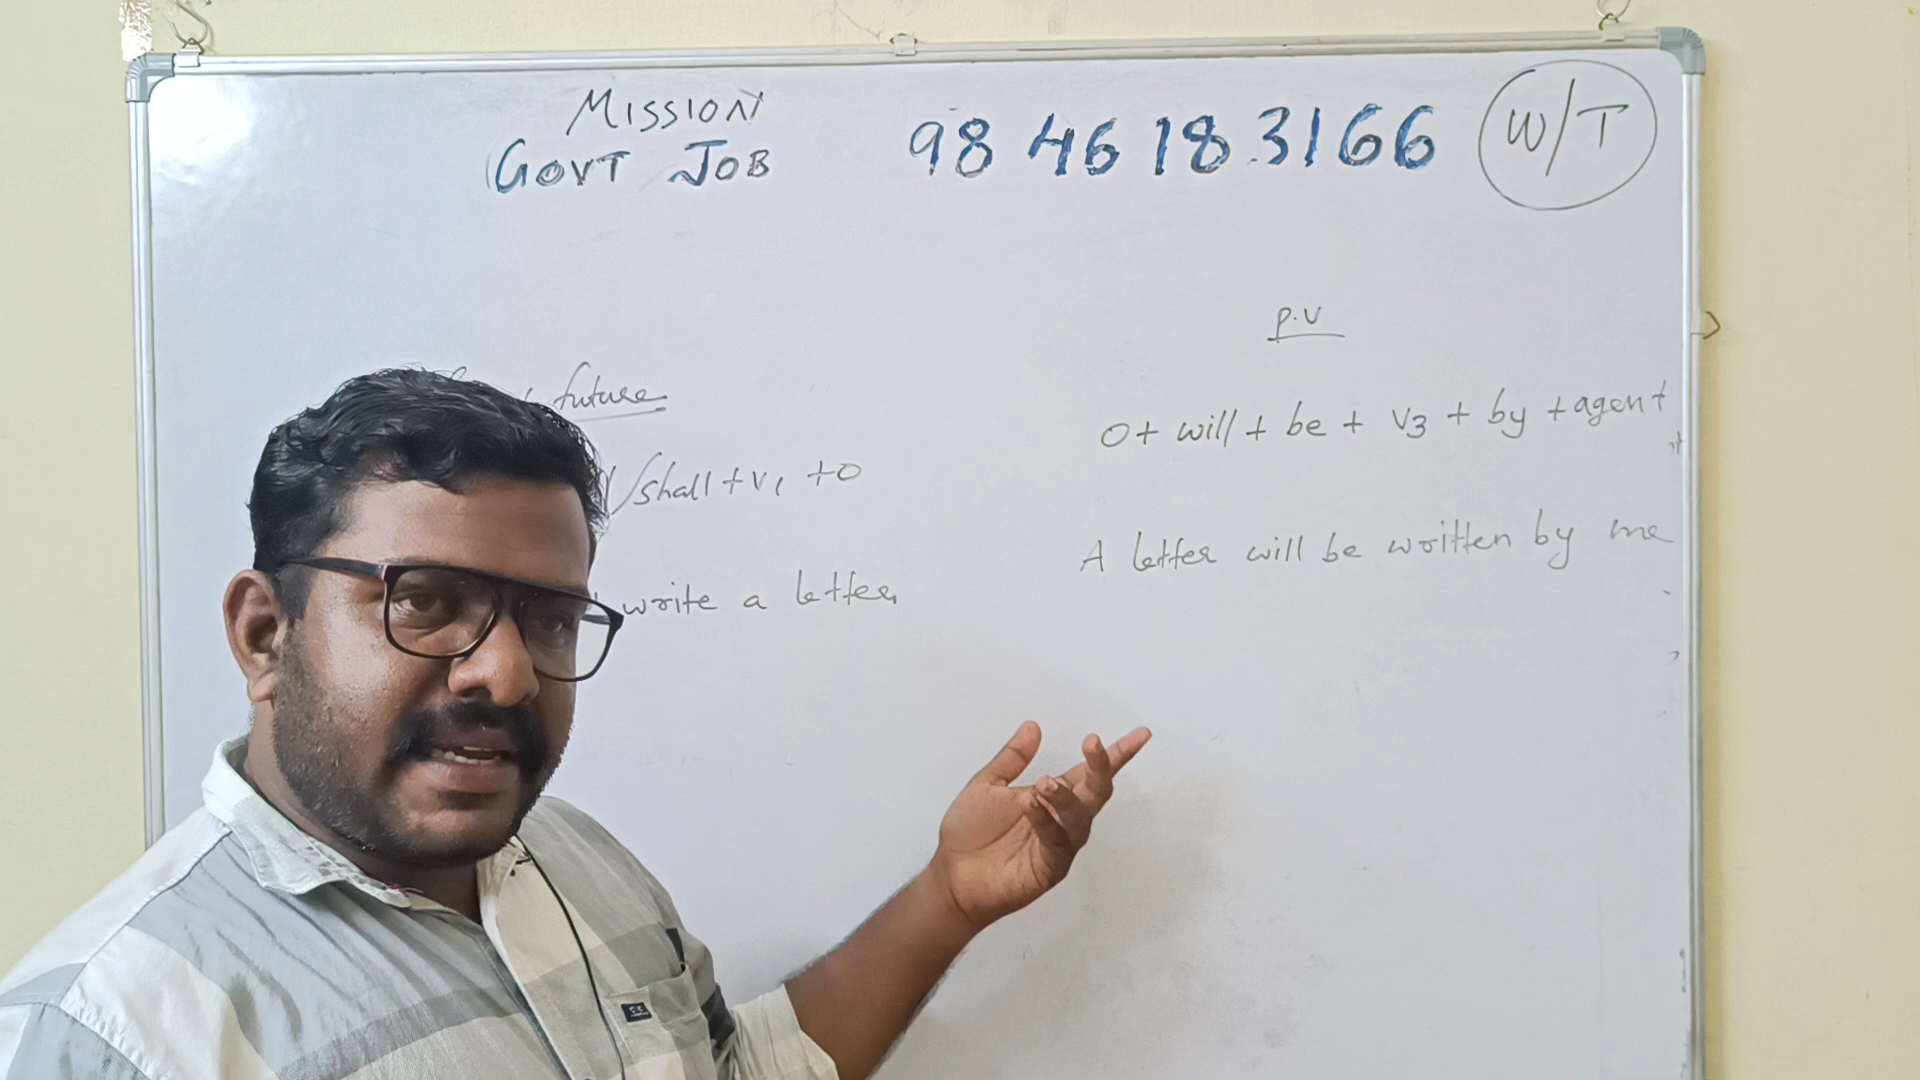 MISSION
GOVT JOB
98 46 18 3166
W/T
P.V
future
O+ will + be + V3 + by + agent
/shall + V1 + O
A letter will be written by me
write a letter